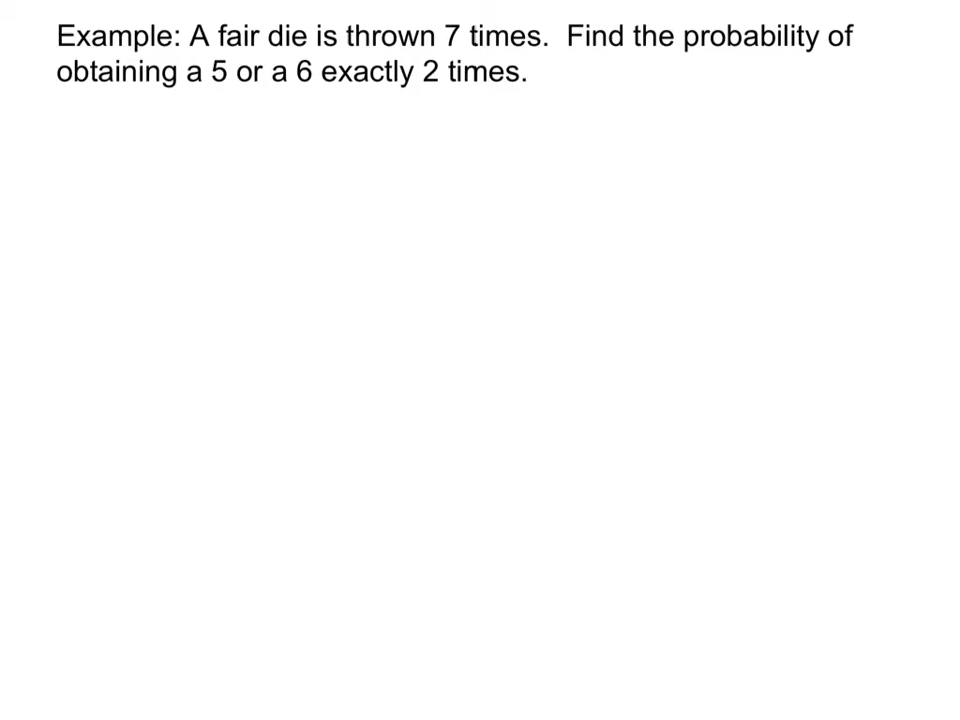 Example: A fair die is thrown 7 times.  Find the probability of
obtaining a 5 or a 6 exactly 2 times.